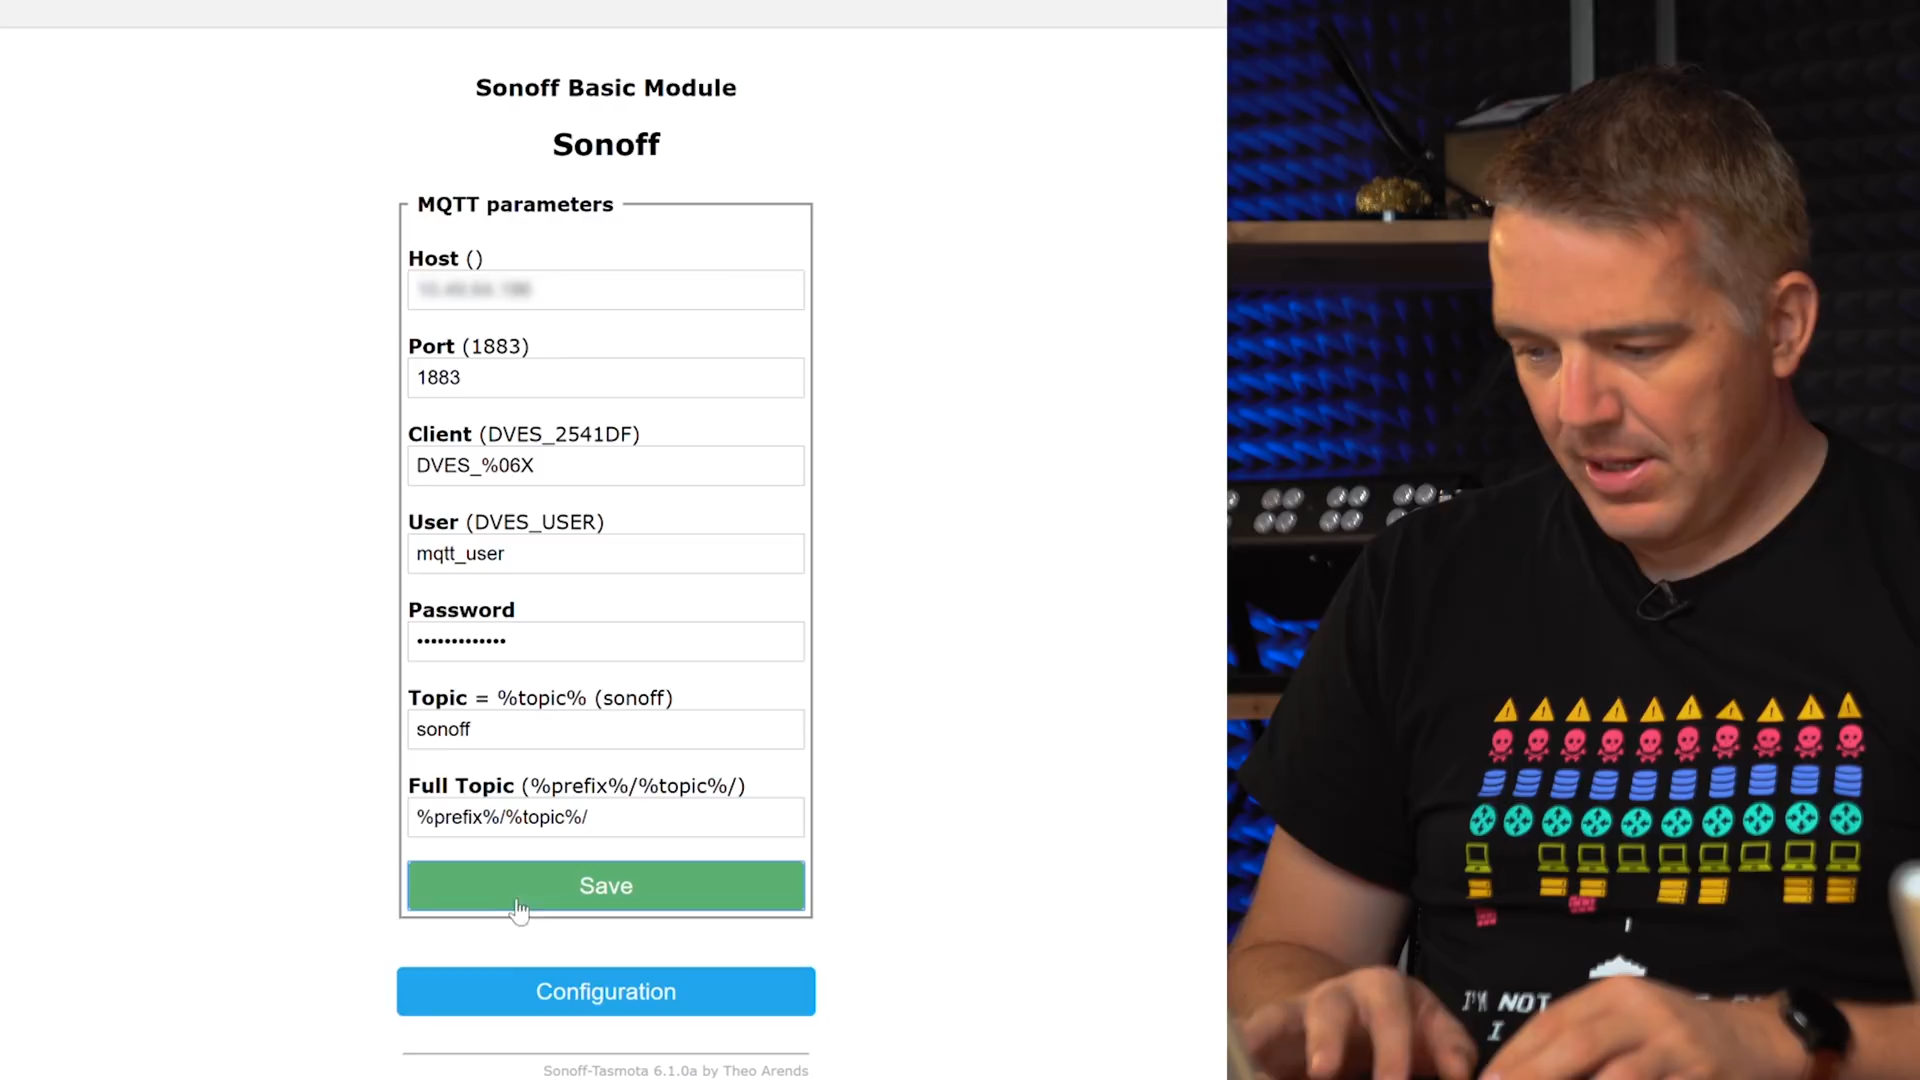 Sonoff Basic Module
Sonoff
MQTT parameters
Host ()
Port (1883)
1883
Client (DVES_2541DF)
DVES_%06X
User (DVES_USER)
mqtt_user
Password
•••••••••••••
Topic = %topic% (sonoff)
sonoff
Full Topic (%prefix%/%topic%/)
%prefix%/%topic%/
Save
Configuration
Sonoff-Tasmota 6.1.0a by Theo Arends
I'M NOT
I